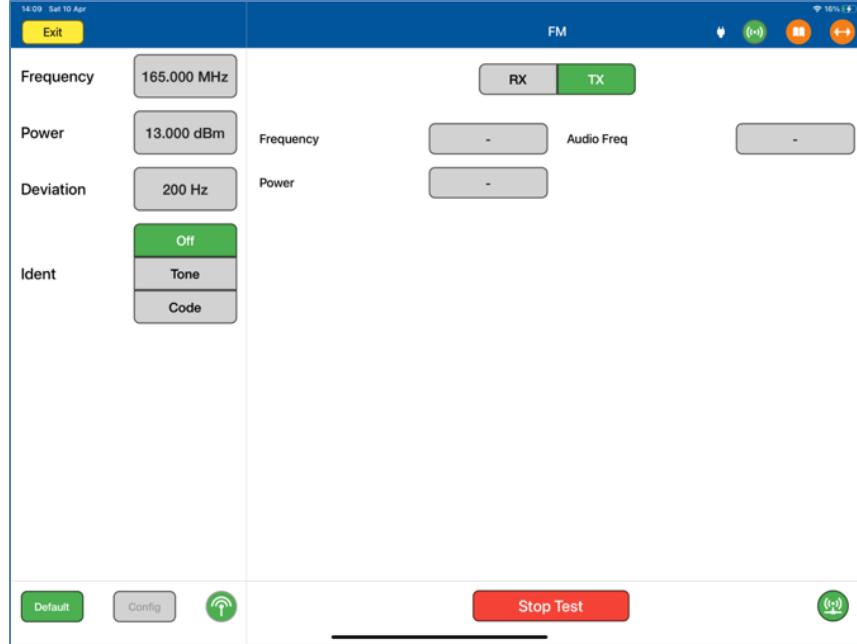 14:09 Sat 10 Apr
16%
Exit
FM
Frequency
165.000 MHz
RX
TX
Power
13.000 dBm
Frequency
-
Audio Freq
-
Deviation
200 Hz
Power
-
Ident
Off
Tone
Code
Default
Config
Stop Test